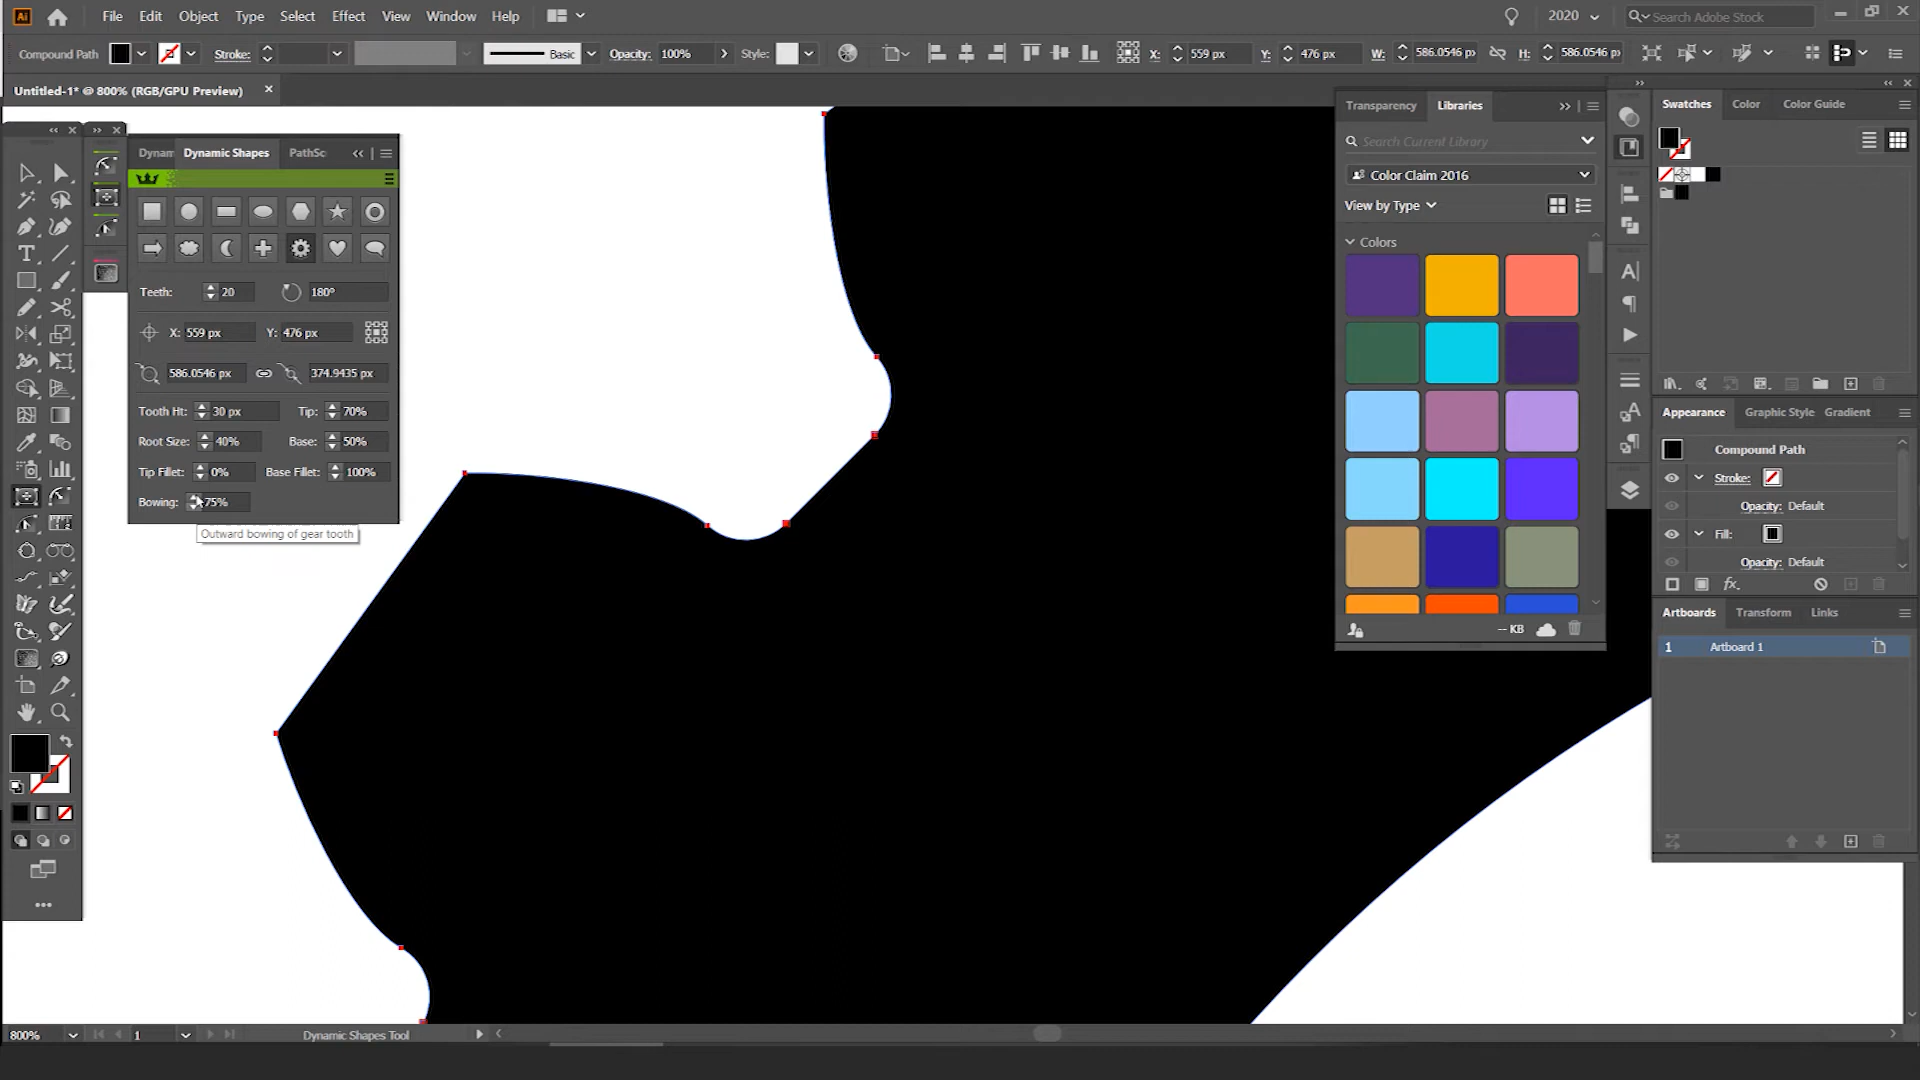 Ai File Edit Object Type Select Effect View Window Help 2020 Search Adobe Stock
Compound Path Stroke: Basic Opacity: 100% Style: X: 559 px Y: 476 px W: 586.0546 px H: 586.0546 px
Untitled-1* @ 800% (RGB/GPU Preview) ×
Dynam Dynamic Shapes PathSc
Teeth: 20 180°
X: 559 px Y: 476 px
586.0546 px 374.9435 px
Tooth Ht: 30 px Tip: 70%
Root Size: 40% Base: 50%
Tip Fillet: 0% Base Fillet: 100%
Bowing: 75%
Outward bowing of gear tooth
Transparency Libraries
Search Current Library
Color Claim 2016
View by Type
Colors
-- KB
Swatches Color Color Guide
Appearance Graphic Style Gradient
Compound Path
Stroke:
Opacity: Default
Fill:
Opacity: Default
fx
Artboards Transform Links
1 Artboard 1
800% 1 Dynamic Shapes Tool